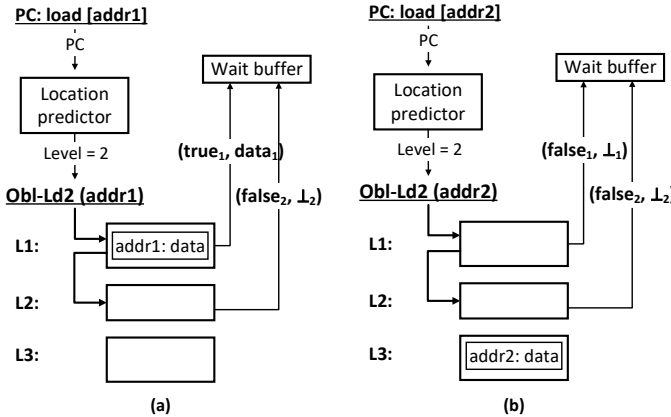 PC: load [addr1]
PC
Location
predictor
Level = 2
Obl-Ld2 (addr1)
Wait buffer
(true₁, data₁)
(false₂, ⊥₂)
L1:
addr1: data
L2:
L3:
(a)
PC: load [addr2]
PC
Location
predictor
Level = 2
Obl-Ld2 (addr2)
Wait buffer
(false₁, ⊥₁)
(false₂, ⊥₂)
L1:
L2:
L3:
addr2: data
(b)